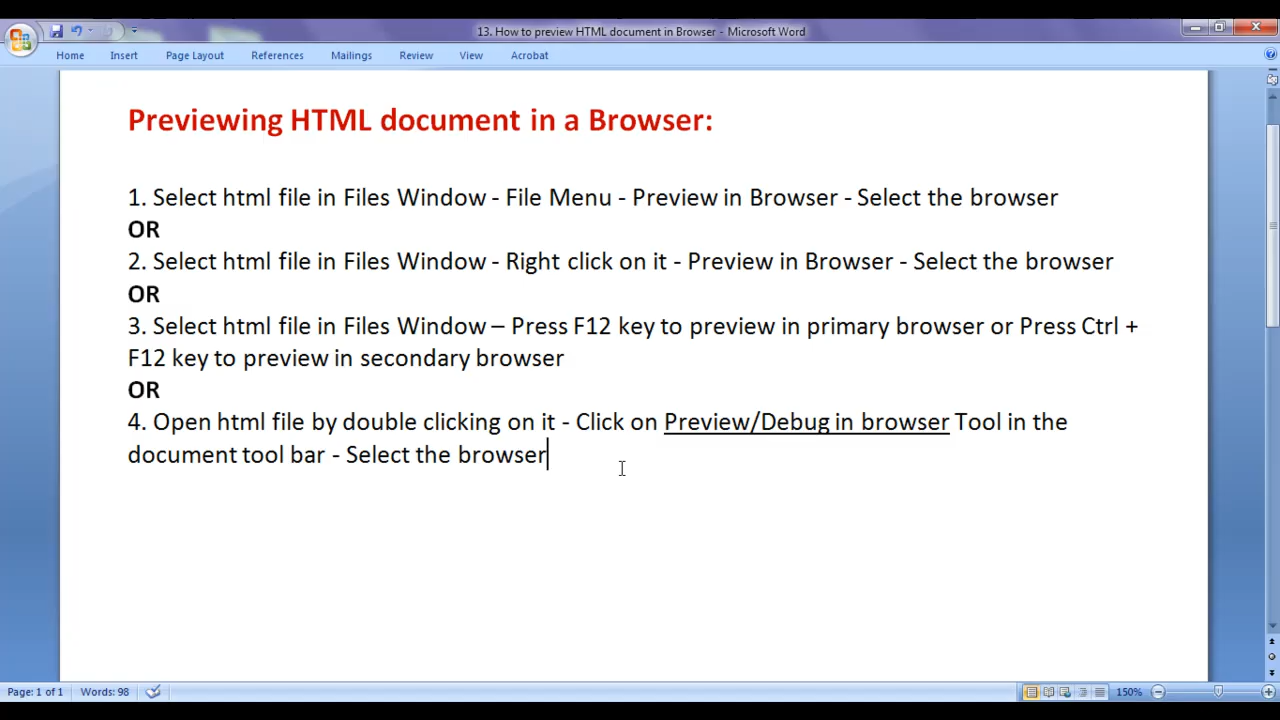 13. How to preview HTML document in Browser - Microsoft Word
Home Insert Page Layout References Mailings Review View Acrobat
Previewing HTML document in a Browser:
1. Select html file in Files Window - File Menu - Preview in Browser - Select the browser
OR
2. Select html file in Files Window - Right click on it - Preview in Browser - Select the browser
OR
3. Select html file in Files Window – Press F12 key to preview in primary browser or Press Ctrl +
F12 key to preview in secondary browser
OR
4. Open html file by double clicking on it - Click on Preview/Debug in browser Tool in the
document tool bar - Select the browser
Page: 1 of 1 Words: 98 150%